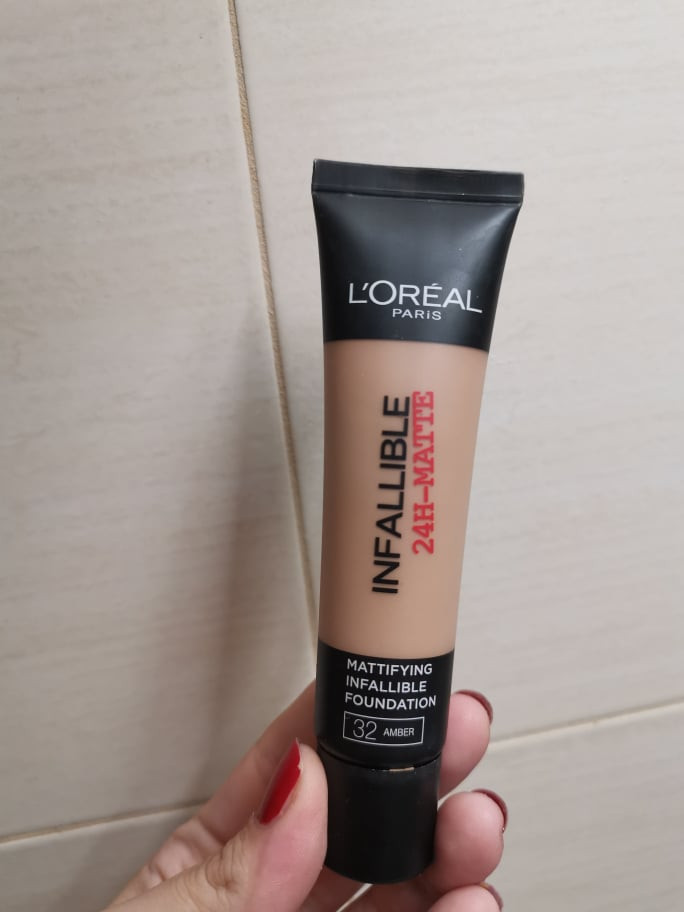 L'ORÉAL
PARiS
INFALLIBLE
24H-MATTE
MATTIFYING
INFALLIBLE
FOUNDATION
32 AMBER